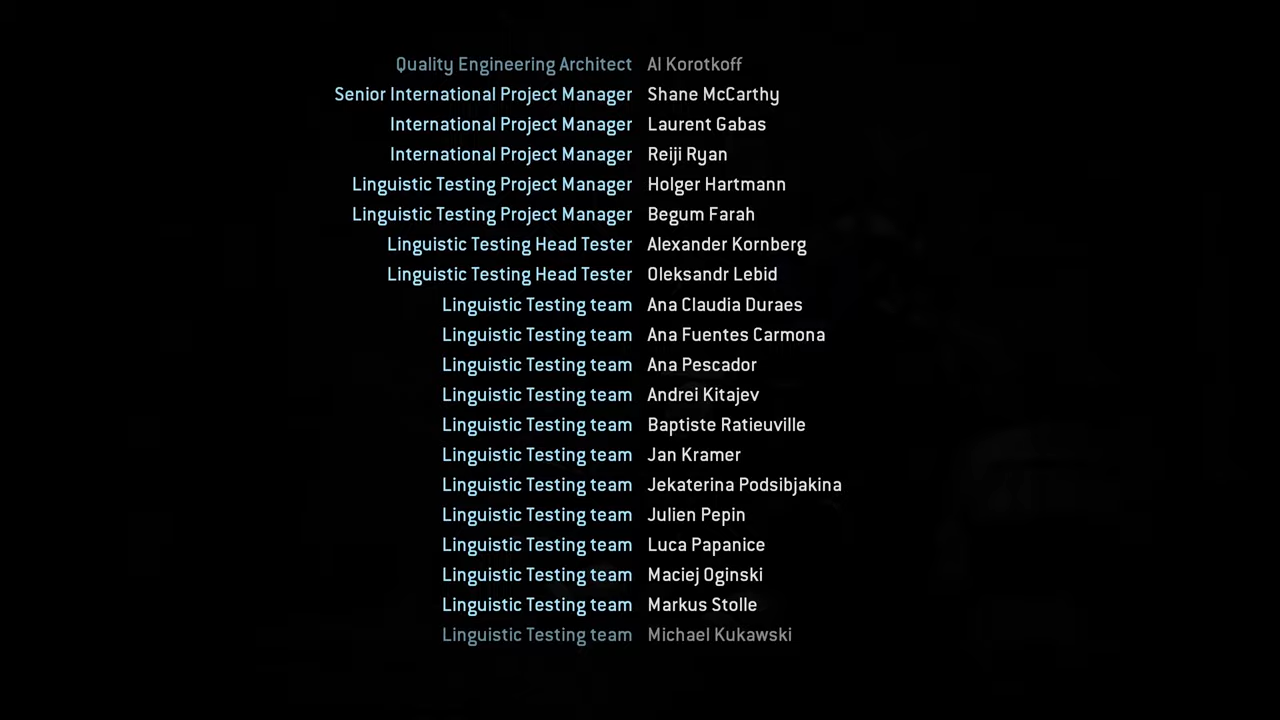 Quality Engineering Architect Al Korotkoff
Senior International Project Manager Shane McCarthy
International Project Manager Laurent Gabas
International Project Manager Reiji Ryan
Linguistic Testing Project Manager Holger Hartmann
Linguistic Testing Project Manager Begum Farah
Linguistic Testing Head Tester Alexander Kornberg
Linguistic Testing Head Tester Oleksandr Lebid
Linguistic Testing team Ana Claudia Duraes
Linguistic Testing team Ana Fuentes Carmona
Linguistic Testing team Ana Pescador
Linguistic Testing team Andrei Kitajev
Linguistic Testing team Baptiste Ratieuville
Linguistic Testing team Jan Kramer
Linguistic Testing team Jekaterina Podsibjakina
Linguistic Testing team Julien Pepin
Linguistic Testing team Luca Papanice
Linguistic Testing team Maciej Oginski
Linguistic Testing team Markus Stolle
Linguistic Testing team Michael Kukawski